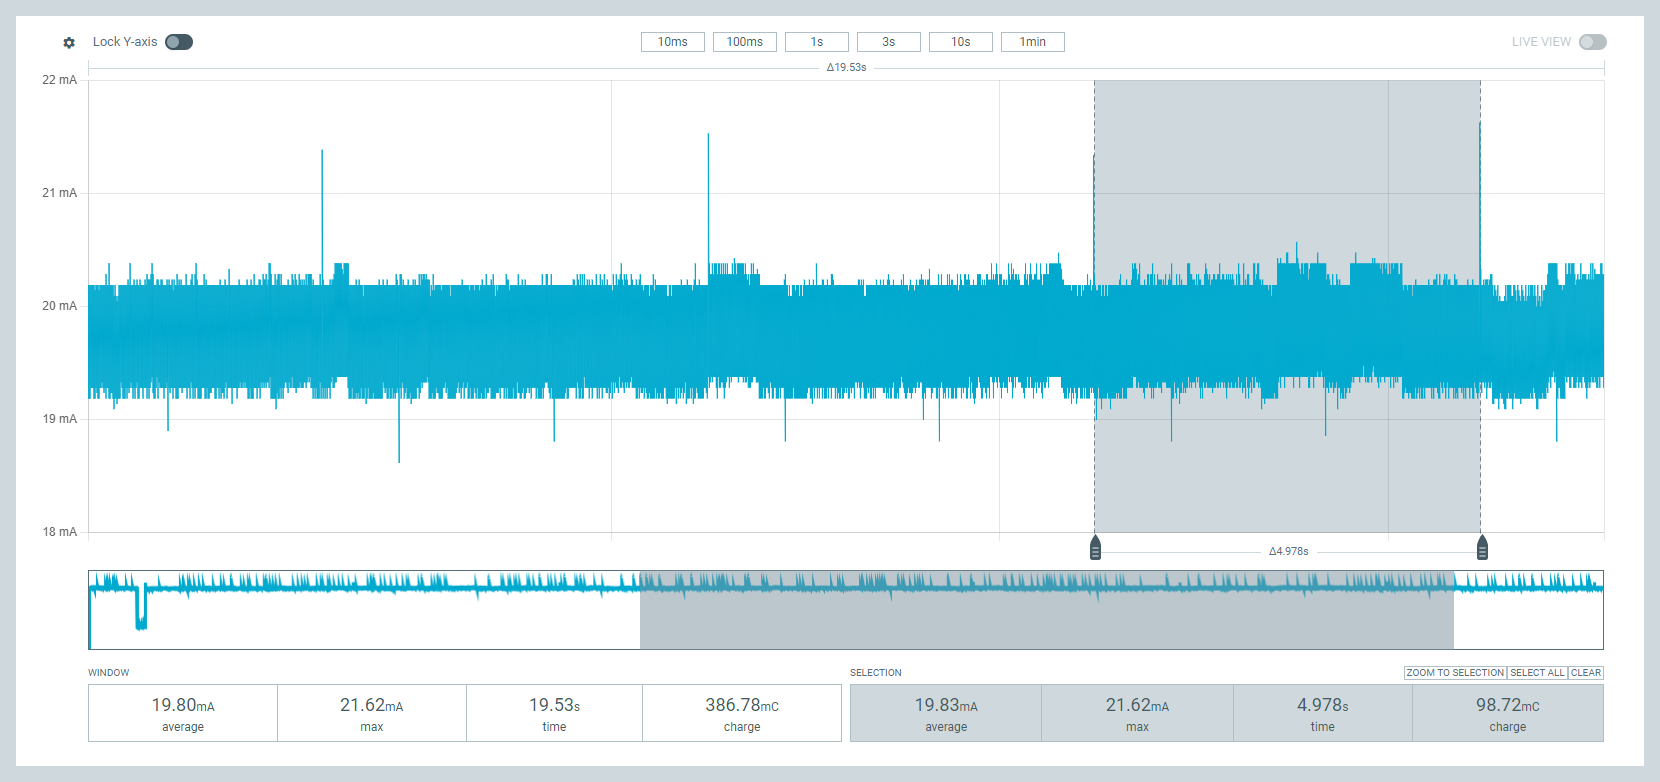 Lock Y-axis
10ms 100ms 1s 3s 10s 1min
LIVE VIEW
Δ19.53s
22 mA
21 mA
20 mA
19 mA
18 mA
Δ4.978s
WINDOW
19.80mA 21.62mA 19.53s 386.78mC
average max time charge
SELECTION
ZOOM TO SELECTION SELECT ALL CLEAR
19.83mA 21.62mA 4.978s 98.72mC
average max time charge